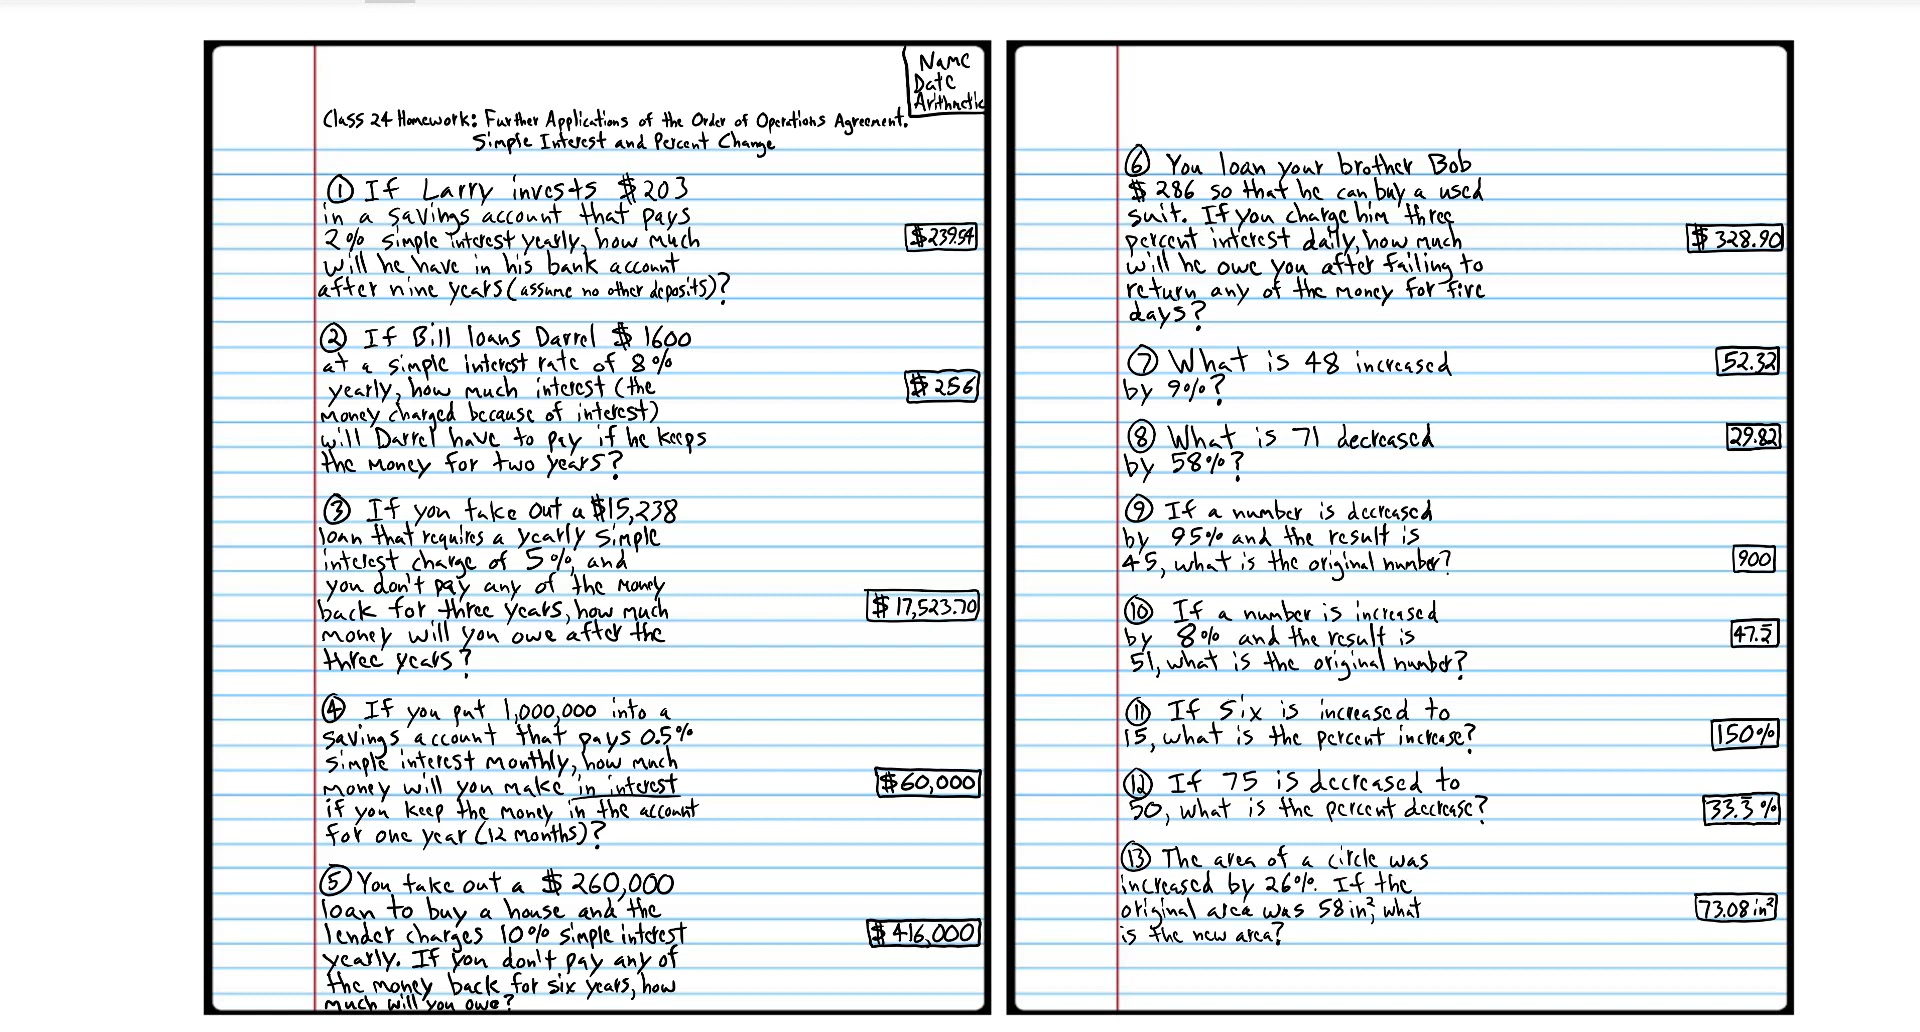 Name
Date
Arithmetic
Class 24 Homework: Further Applications of the Order of Operations Agreement.
Simple Interest and Percent Change
① If Larry invests $203
in a savings account that pays
2% simple interest yearly, how much
will he have in his bank account
after nine years (assume no other deposits)?
$239.54
② If Bill loans Darrel $1600
at a simple interest rate of 8%
yearly, how much interest (the
money charged because of interest)
will Darrel have to pay if he keeps
the money for two years?
$256
③ If you take out a $15,238
loan that requires a yearly simple
interest charge of 5%, and
you don't pay any of the money
back for three years, how much
money will you owe after the
three years?
$17,523.70
④ If you put 1,000,000 into a
savings account that pays 0.5%
simple interest monthly, how much
money will you make in interest
if you keep the money in the account
for one year (12 months)?
$60,000
⑤ You take out a $260,000
loan to buy a house and the
lender charges 10% simple interest
yearly. If you don't pay any of
the money back for six years, how
much will you owe?
$416,000
⑥ You loan your brother Bob
$286 so that he can buy a used
suit. If you charge him three
percent interest daily, how much
will he owe you after failing to
return any of the money for five
days?
$328.90
⑦ What is 48 increased
by 9%?
52.32
⑧ What is 71 decreased
by 58%?
29.82
⑨ If a number is decreased
by 95% and the result is
45, what is the original number?
900
⑩ If a number is increased
by 8% and the result is
51, what is the original number?
47.2̅
⑪ If six is increased to
15, what is the percent increase?
150%
⑫ If 75 is decreased to
50, what is the percent decrease?
33.3̅%
⑬ The area of a circle was
increased by 26%. If the
original area was 58 in², what
is the new area?
73.08 in²